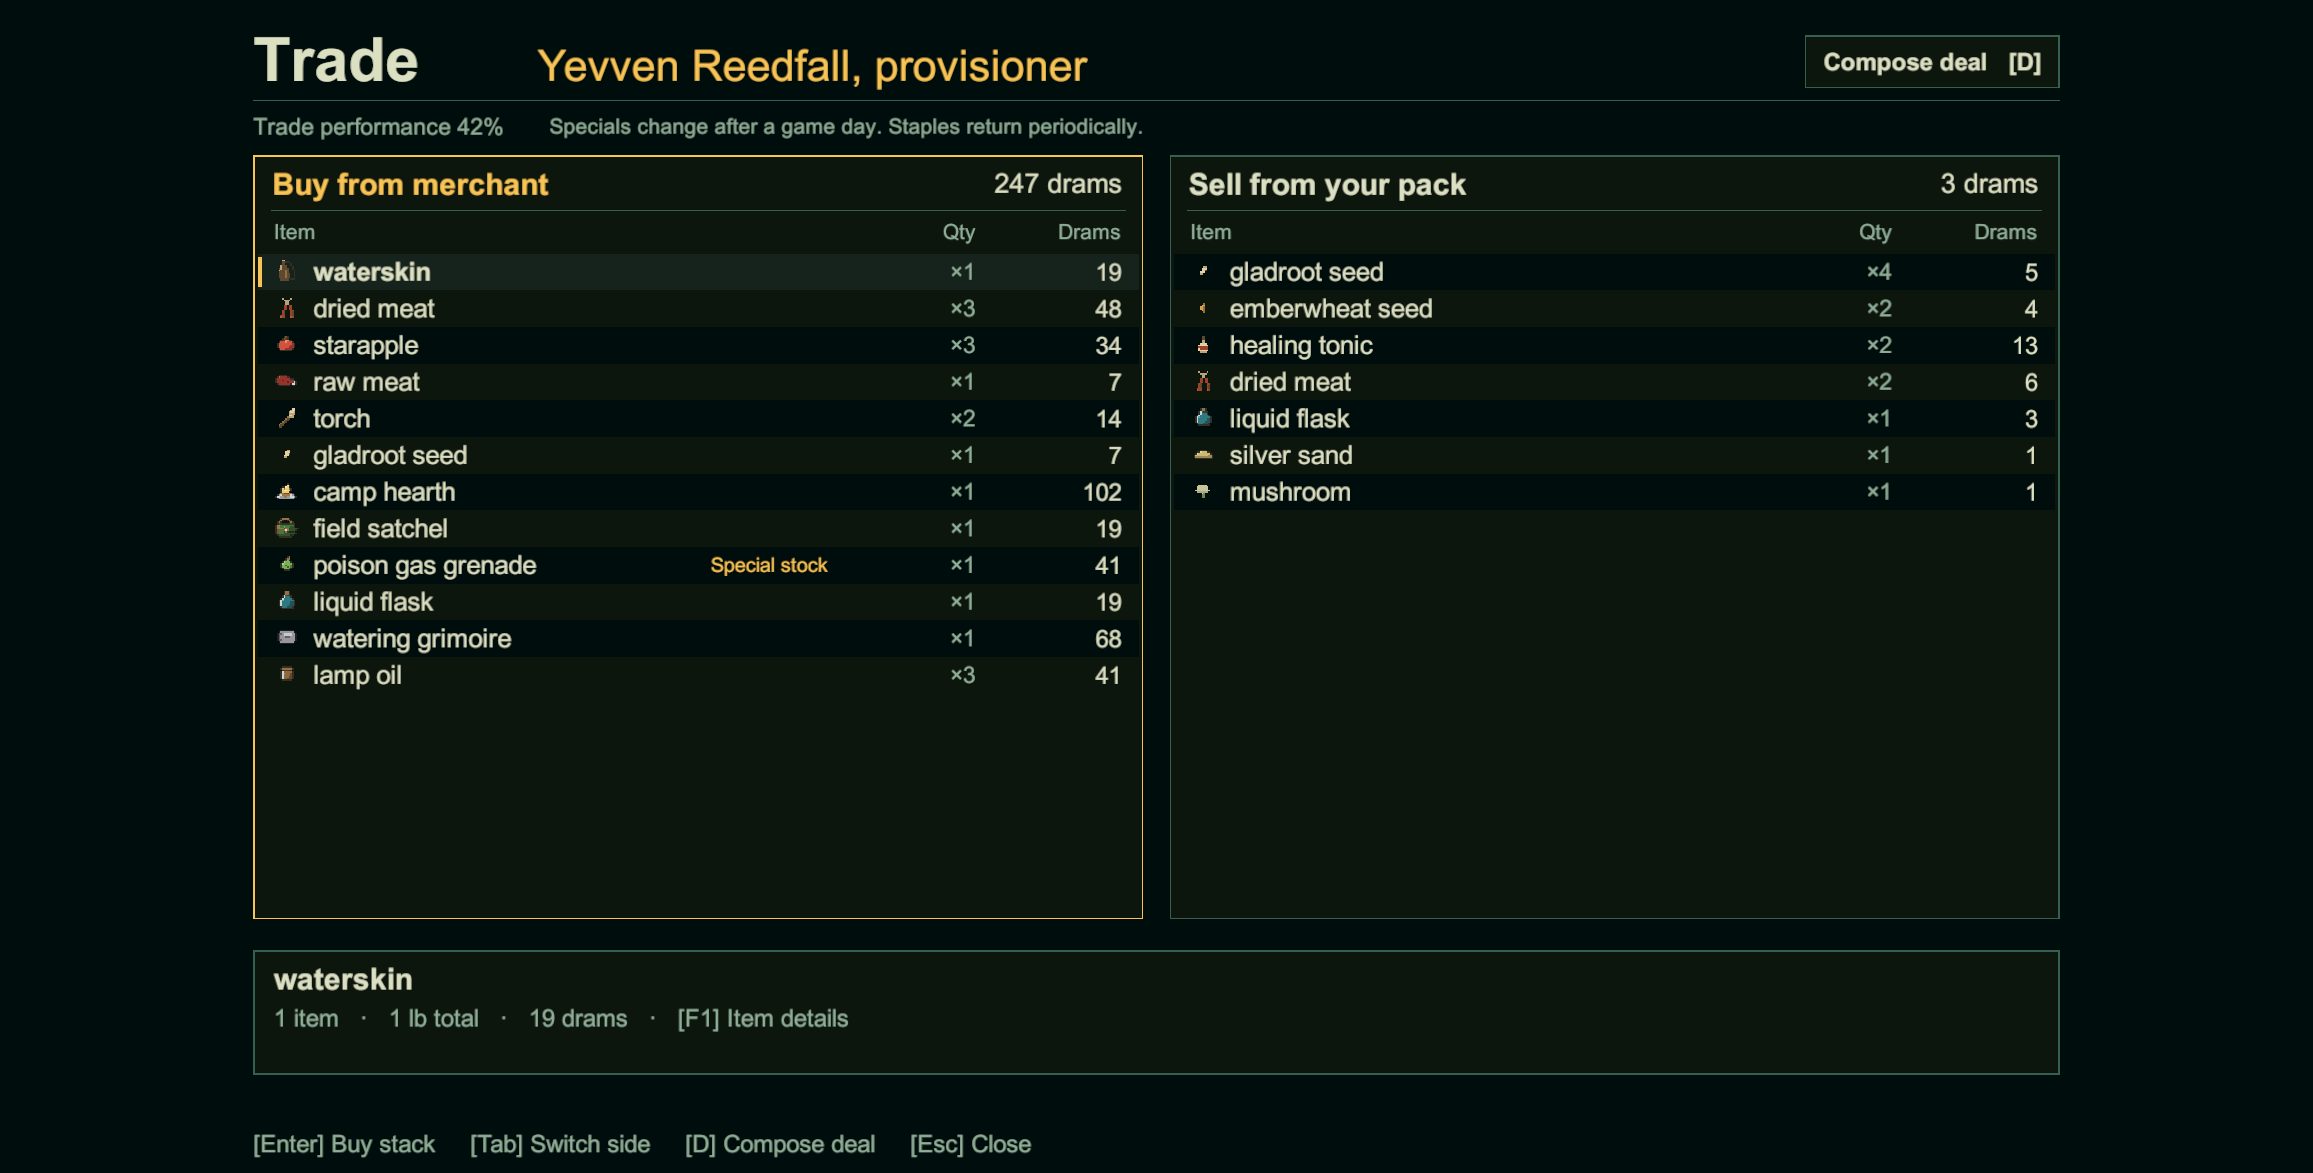 Trade Yevven Reedfall, provisioner Compose deal [D]
Trade performance 42% Specials change after a game day. Staples return periodically.
Buy from merchant 247 drams
Item Qty Drams
waterskin ×1 19
dried meat ×3 48
starapple ×3 34
raw meat ×1 7
torch ×2 14
gladroot seed ×1 7
camp hearth ×1 102
field satchel ×1 19
poison gas grenade Special stock ×1 41
liquid flask ×1 19
watering grimoire ×1 68
lamp oil ×3 41
Sell from your pack 3 drams
Item Qty Drams
gladroot seed ×4 5
emberwheat seed ×2 4
healing tonic ×2 13
dried meat ×2 6
liquid flask ×1 3
silver sand ×1 1
mushroom ×1 1
waterskin
1 item · 1 lb total · 19 drams · [F1] Item details
[Enter] Buy stack [Tab] Switch side [D] Compose deal [Esc] Close